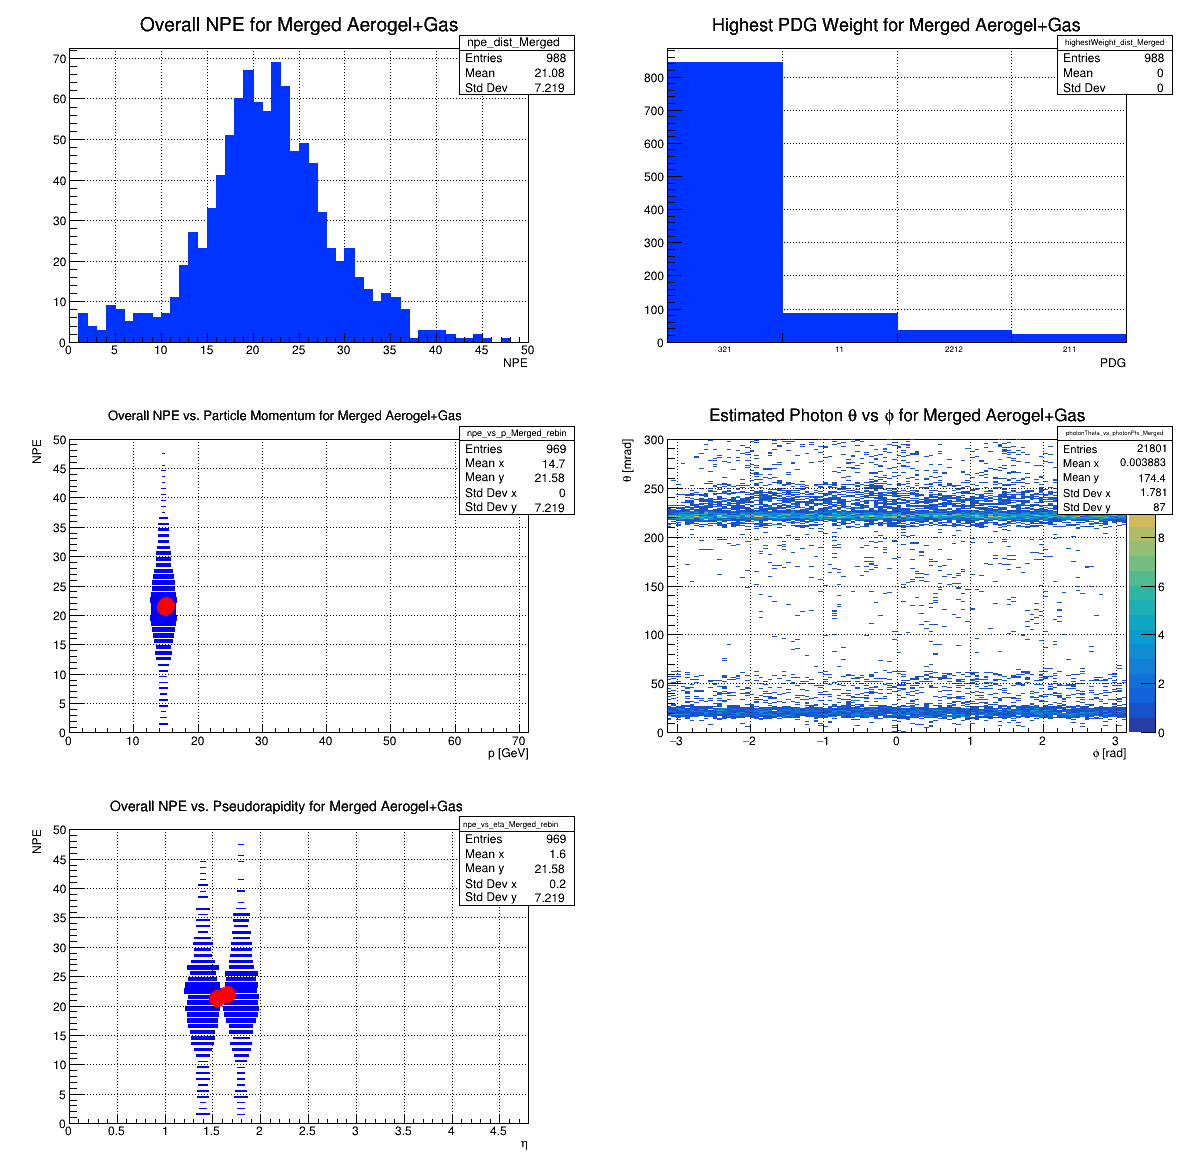 Overall NPE for Merged Aerogel+Gas
npe_dist_Merged
Entries 988
Mean 21.08
Std Dev 7.219
70
60
50
40
30
20
10
0
0 5 10 15 20 25 30 35 40 45 50
NPE
Highest PDG Weight for Merged Aerogel+Gas
highestWeight_dist_Merged
Entries 988
Mean 0
Std Dev 0
800
700
600
500
400
300
200
100
0
321 11 2212 211
PDG
Overall NPE vs. Particle Momentum for Merged Aerogel+Gas
npe_vs_p_Merged_rebin
Entries 969
Mean x 14.7
Mean y 21.58
Std Dev x 0
Std Dev y 7.219
NPE
50
45
40
35
30
25
20
15
10
5
0
0 10 20 30 40 50 60 70
p [GeV]
Estimated Photon θ vs ϕ for Merged Aerogel+Gas
photonTheta_vs_photonPhi_Merged
Entries 21801
Mean x 0.003883
Mean y 174.4
Std Dev x 1.781
Std Dev y 87
θ [mrad]
300
250
200
150
100
50
0
−3 −2 −1 0 1 2 3
ϕ [rad]
8
6
4
2
0
Overall NPE vs. Pseudorapidity for Merged Aerogel+Gas
npe_vs_eta_Merged_rebin
Entries 969
Mean x 1.6
Mean y 21.58
Std Dev x 0.2
Std Dev y 7.219
NPE
50
45
40
35
30
25
20
15
10
5
0
0 0.5 1 1.5 2 2.5 3 3.5 4 4.5
η